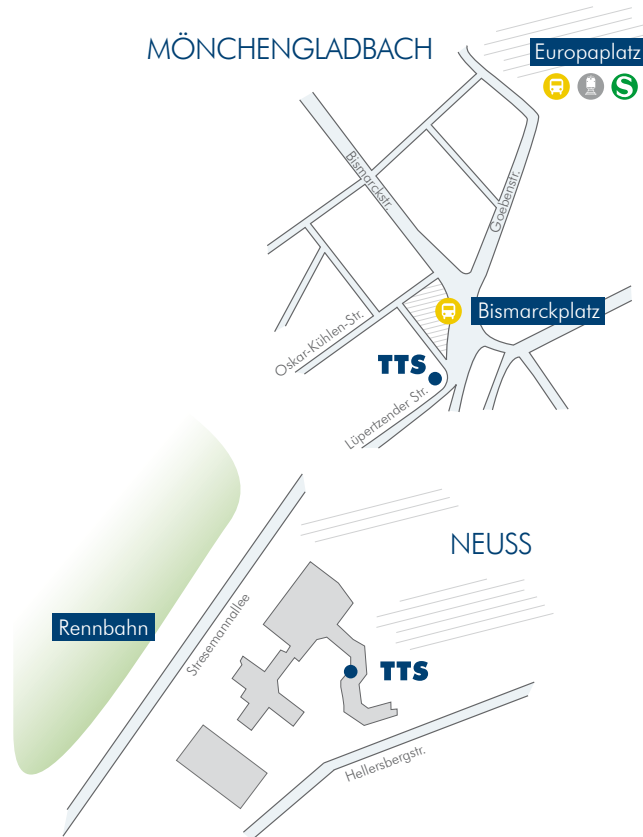 MÖNCHENGLADBACH
Europaplatz
S
Bismarckstr.
Goebenstr.
Bismarckplatz
Oskar-Kühlen-Str.
TTS
Lüpertzender Str.
NEUSS
Rennbahn
Stresemannallee
TTS
Hellersbergstr.